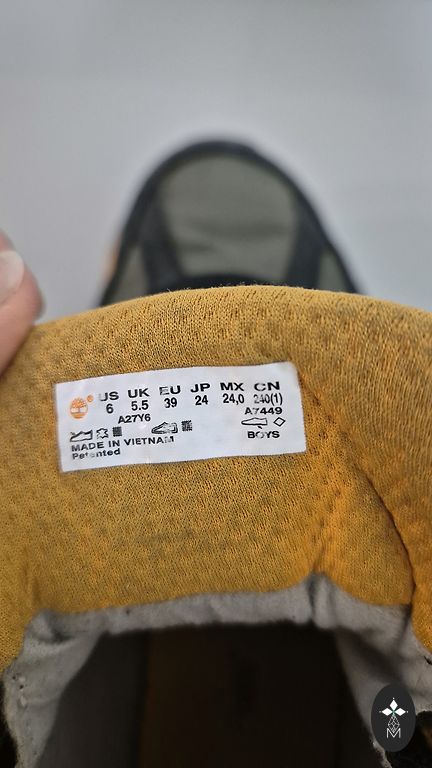 US UK EU JP MX CN
6 5.5 39 24 24,0 240(1)
A27Y6 A7449
MADE IN VIETNAM BOYS
Patented
M